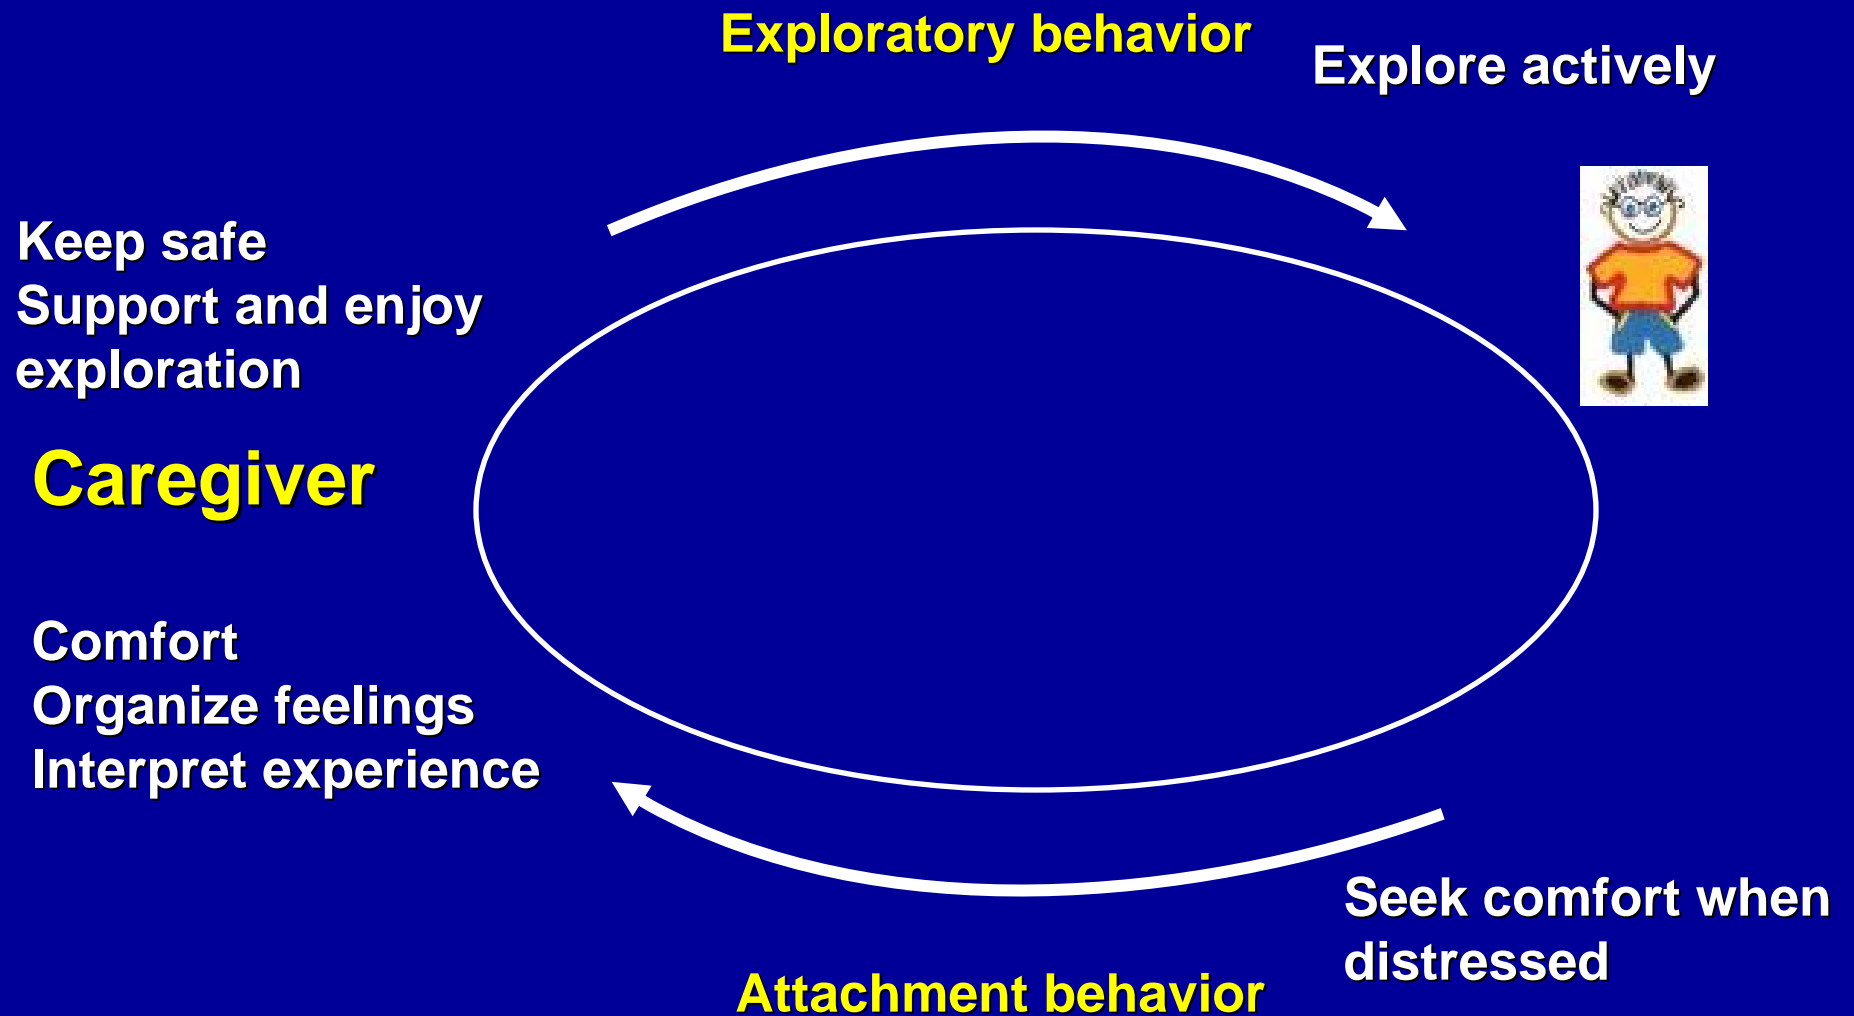 Exploratory behavior
Explore actively
Keep safe
Support and enjoy
exploration
Caregiver
Comfort
Organize feelings
Interpret experience
Seek comfort when
distressed
Attachment behavior